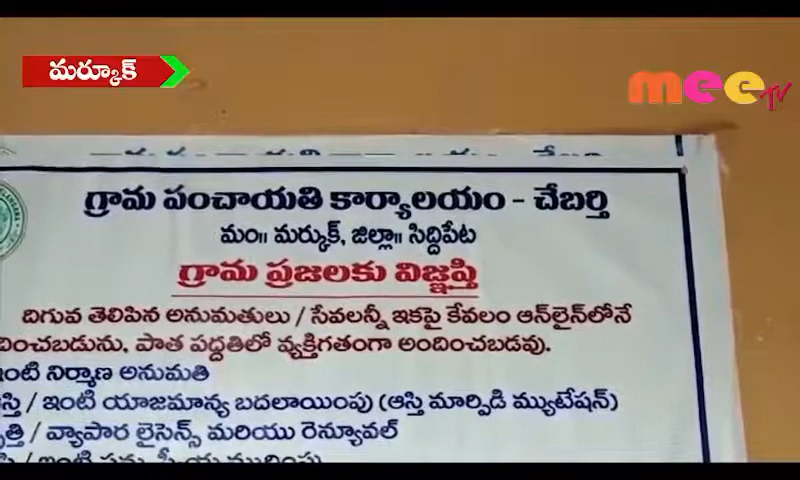 మర్కూక్
mee TV
గ్రామ పంచాయతి కార్యాలయం - చేబర్తి
మం॥ మర్కుక్, జిల్లా॥ సిద్దిపేట
గ్రామ ప్రజలకు విజ్ఞప్తి
దిగువ తెలిపిన అనుమతులు / సేవలన్నీ ఇకపై కేవలం ఆన్‌లైన్‌లోనే
దించబడును. పాత పద్ధతిలో వ్యక్తిగతంగా అందించబడవు.
ఇంటి నిర్మాణ అనుమతి
/ ఇంటి యాజమాన్య బదలాయింపు (ఆస్తి మార్పిడి మ్యుటేషన్)
/ వ్యాపార లైసెన్స్ మరియు రెన్యూవల్